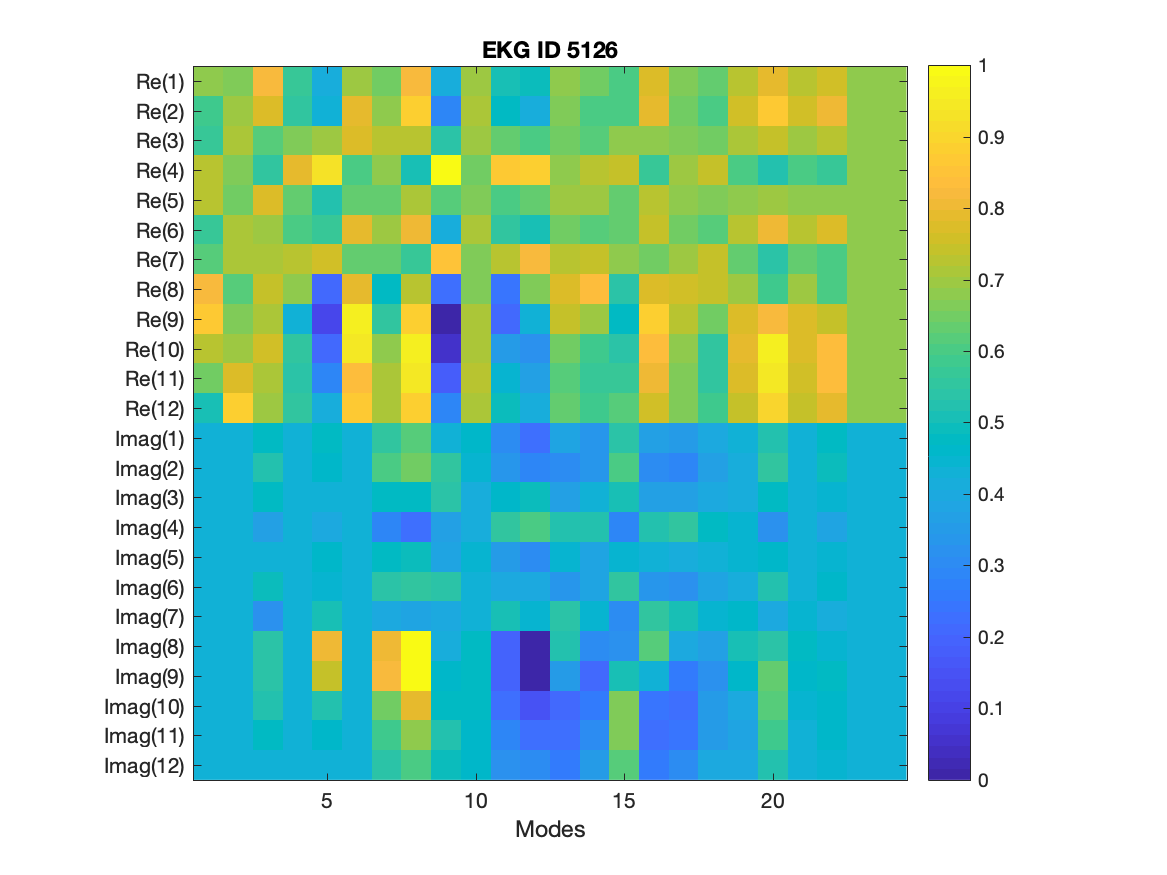 EKG ID 5126
Re(1)
Re(2)
Re(3)
Re(4)
Re(5)
Re(6)
Re(7)
Re(8)
Re(9)
Re(10)
Re(11)
Re(12)
Imag(1)
Imag(2)
Imag(3)
Imag(4)
Imag(5)
Imag(6)
Imag(7)
Imag(8)
Imag(9)
Imag(10)
Imag(11)
Imag(12)
5 10 15 20
Modes
1
0.9
0.8
0.7
0.6
0.5
0.4
0.3
0.2
0.1
0